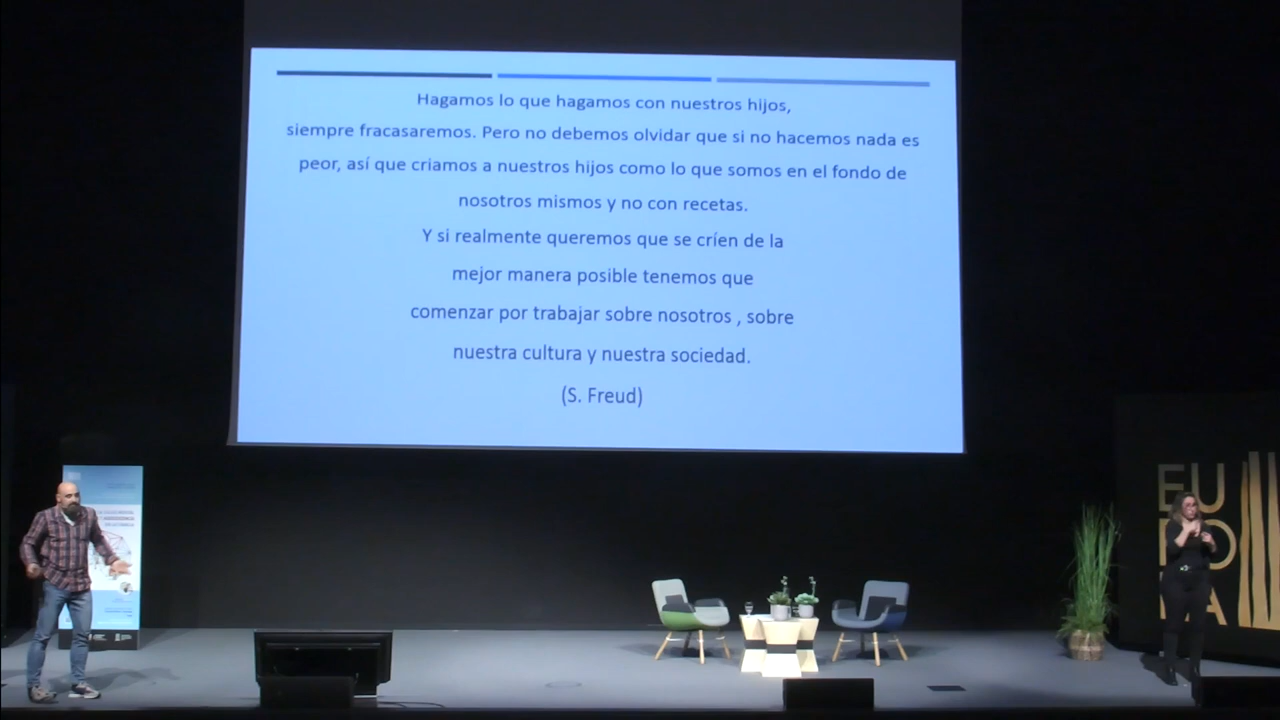 Hagamos lo que hagamos con nuestros hijos,
siempre fracasaremos. Pero no debemos olvidar que si no hacemos nada es
peor, así que criamos a nuestros hijos como lo que somos en el fondo de
nosotros mismos y no con recetas.
Y si realmente queremos que se críen de la
mejor manera posible tenemos que
comenzar por trabajar sobre nosotros , sobre
nuestra cultura y nuestra sociedad.
(S. Freud)
EU